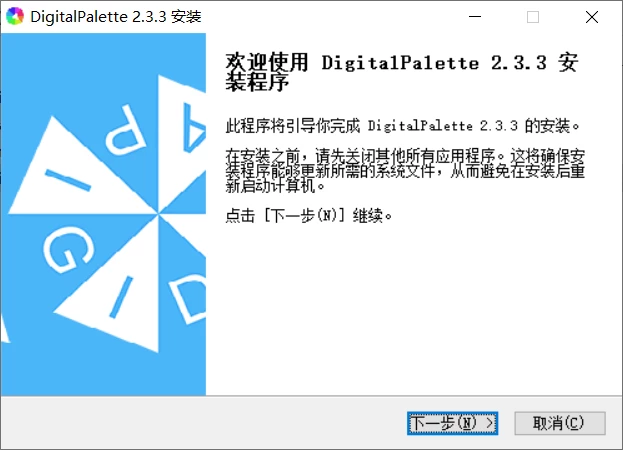 DigitalPalette 2.3.3 安装
欢迎使用 DigitalPalette 2.3.3 安
装程序
此程序将引导你完成 DigitalPalette 2.3.3 的安装。
在安装之前，请先关闭其他所有应用程序。这将确保安
装程序能够更新所需的系统文件，从而避免在安装后重
新启动计算机。
点击 [下一步(N)] 继续。
P
A
I
G
I
D
下一步(N) >
取消(C)